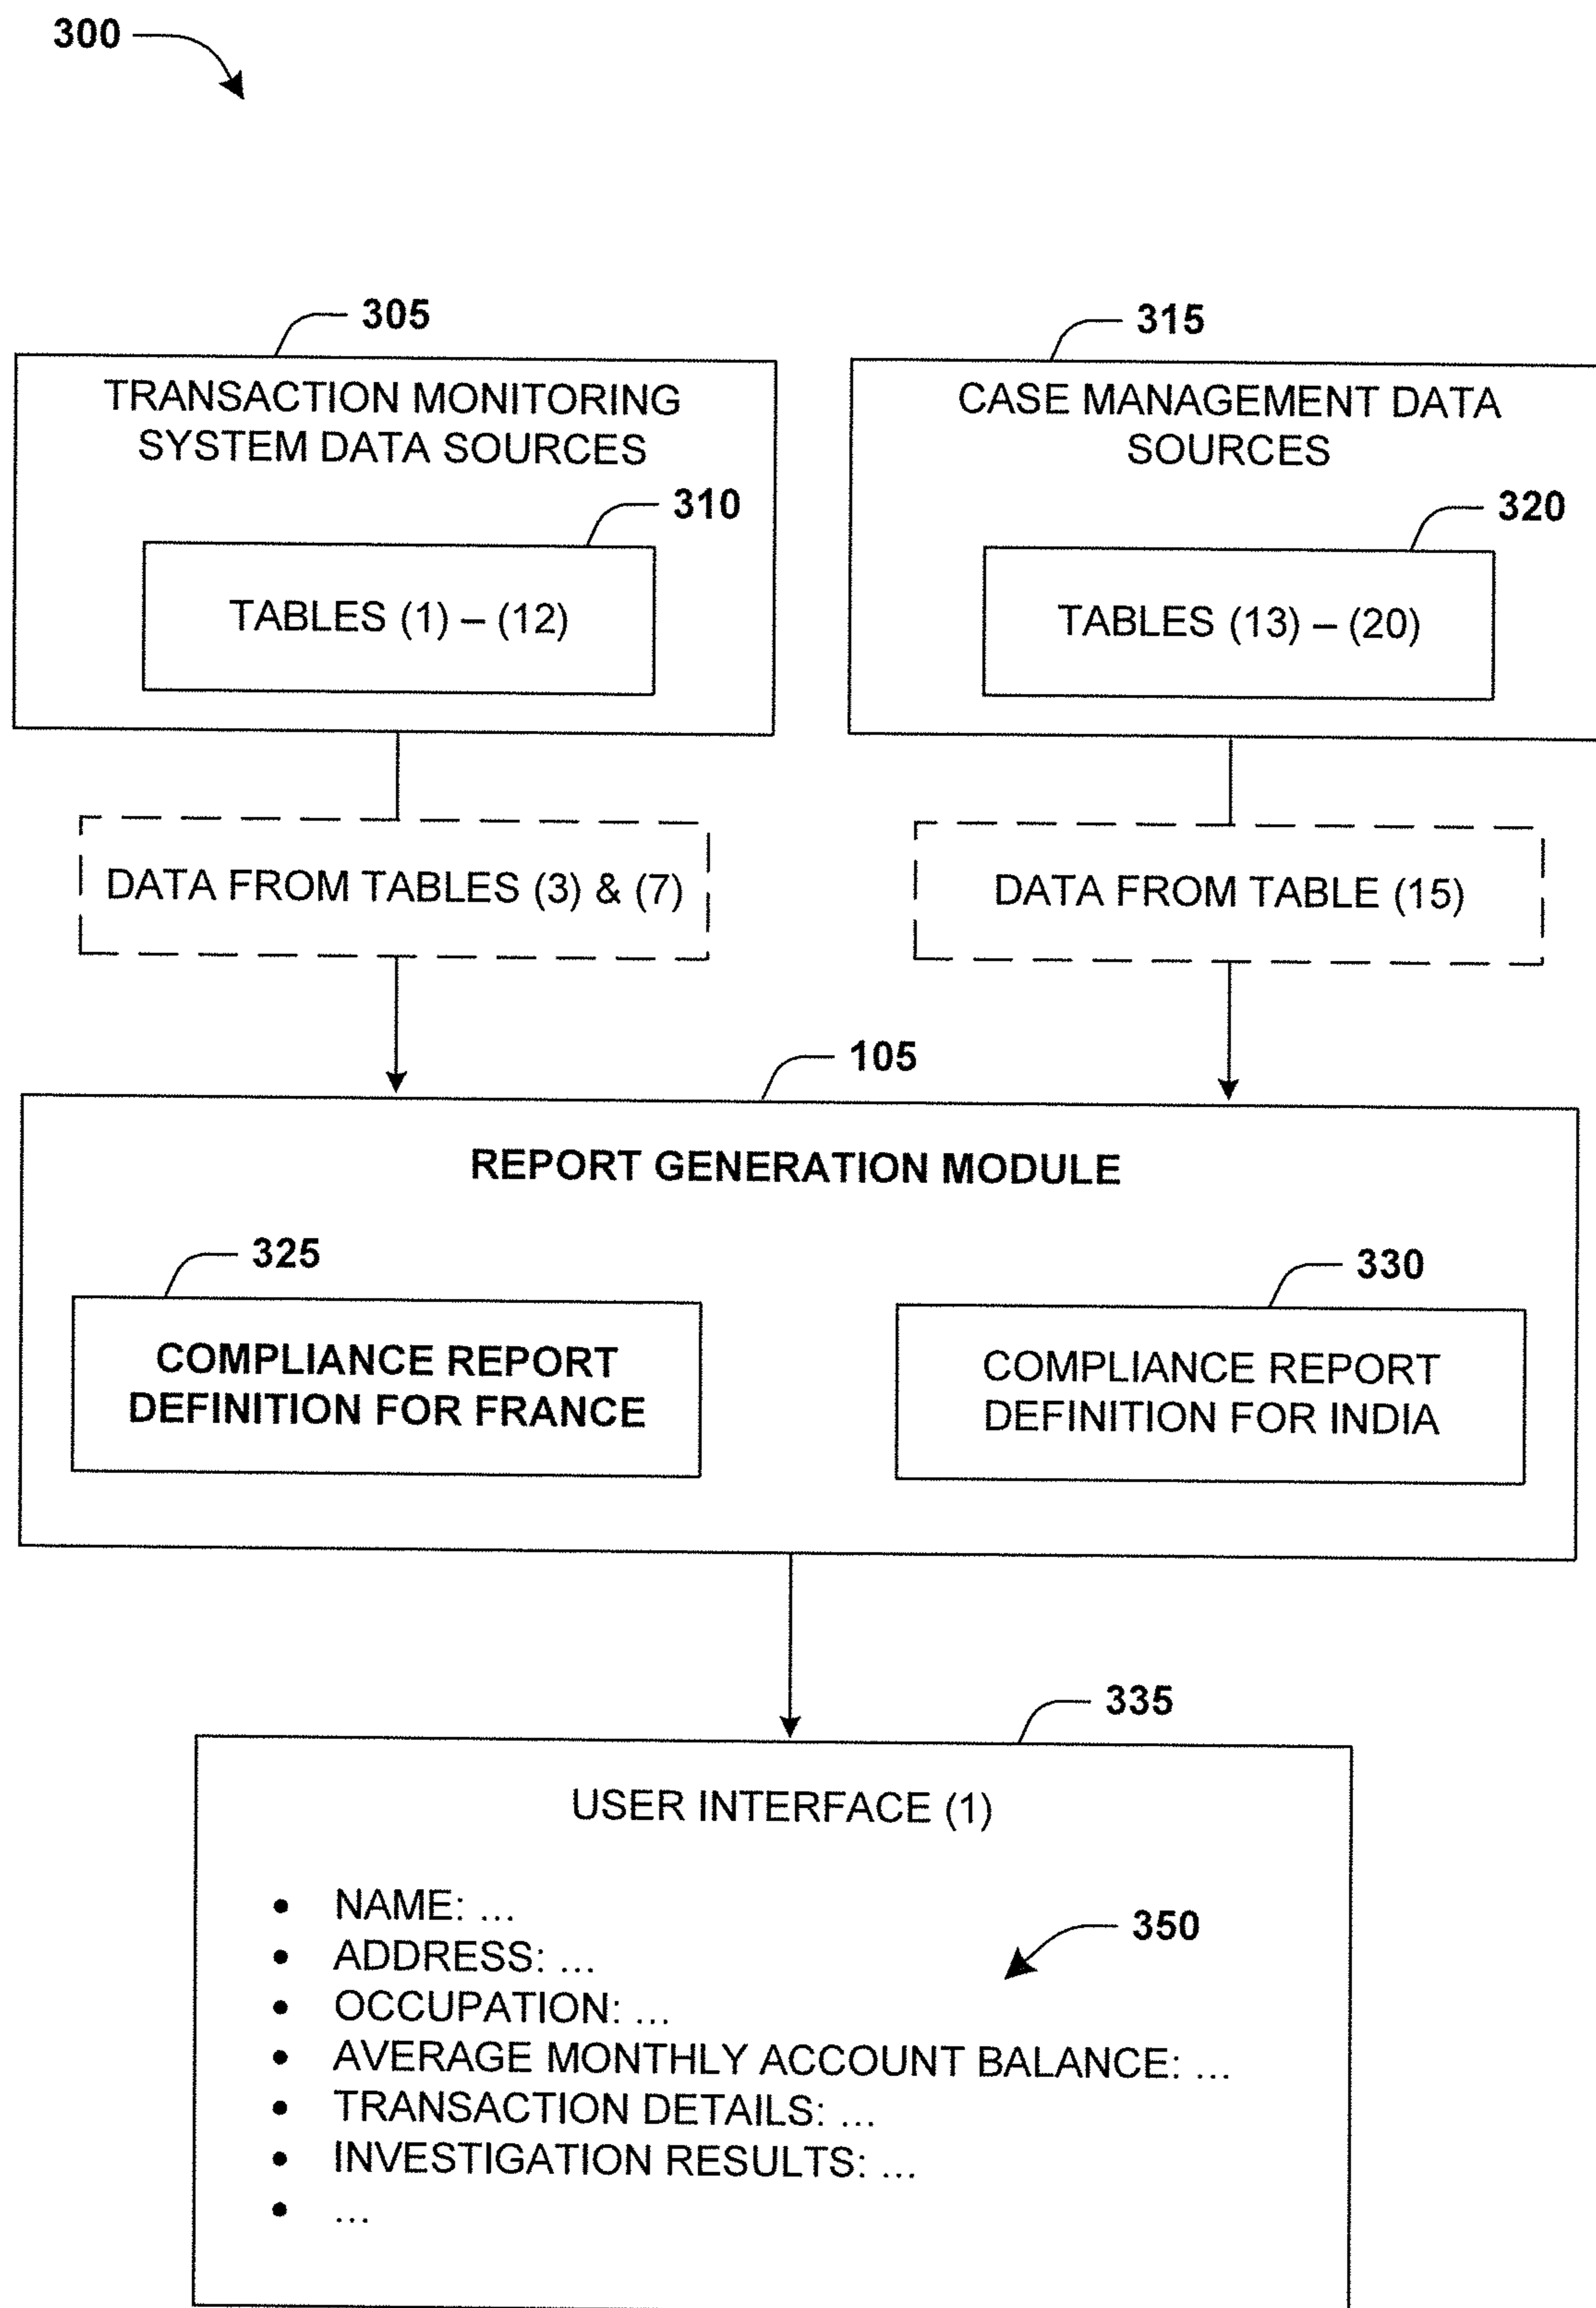 300
305
TRANSACTION MONITORING
SYSTEM DATA SOURCES
310
TABLES (1) – (12)
315
CASE MANAGEMENT DATA
SOURCES
320
TABLES (13) – (20)
DATA FROM TABLES (3) & (7)
DATA FROM TABLE (15)
105
REPORT GENERATION MODULE
325
COMPLIANCE REPORT
DEFINITION FOR FRANCE
330
COMPLIANCE REPORT
DEFINITION FOR INDIA
335
USER INTERFACE (1)
350
• NAME: ...
• ADDRESS: ...
• OCCUPATION: ...
• AVERAGE MONTHLY ACCOUNT BALANCE: ...
• TRANSACTION DETAILS: ...
• INVESTIGATION RESULTS: ...
• ...